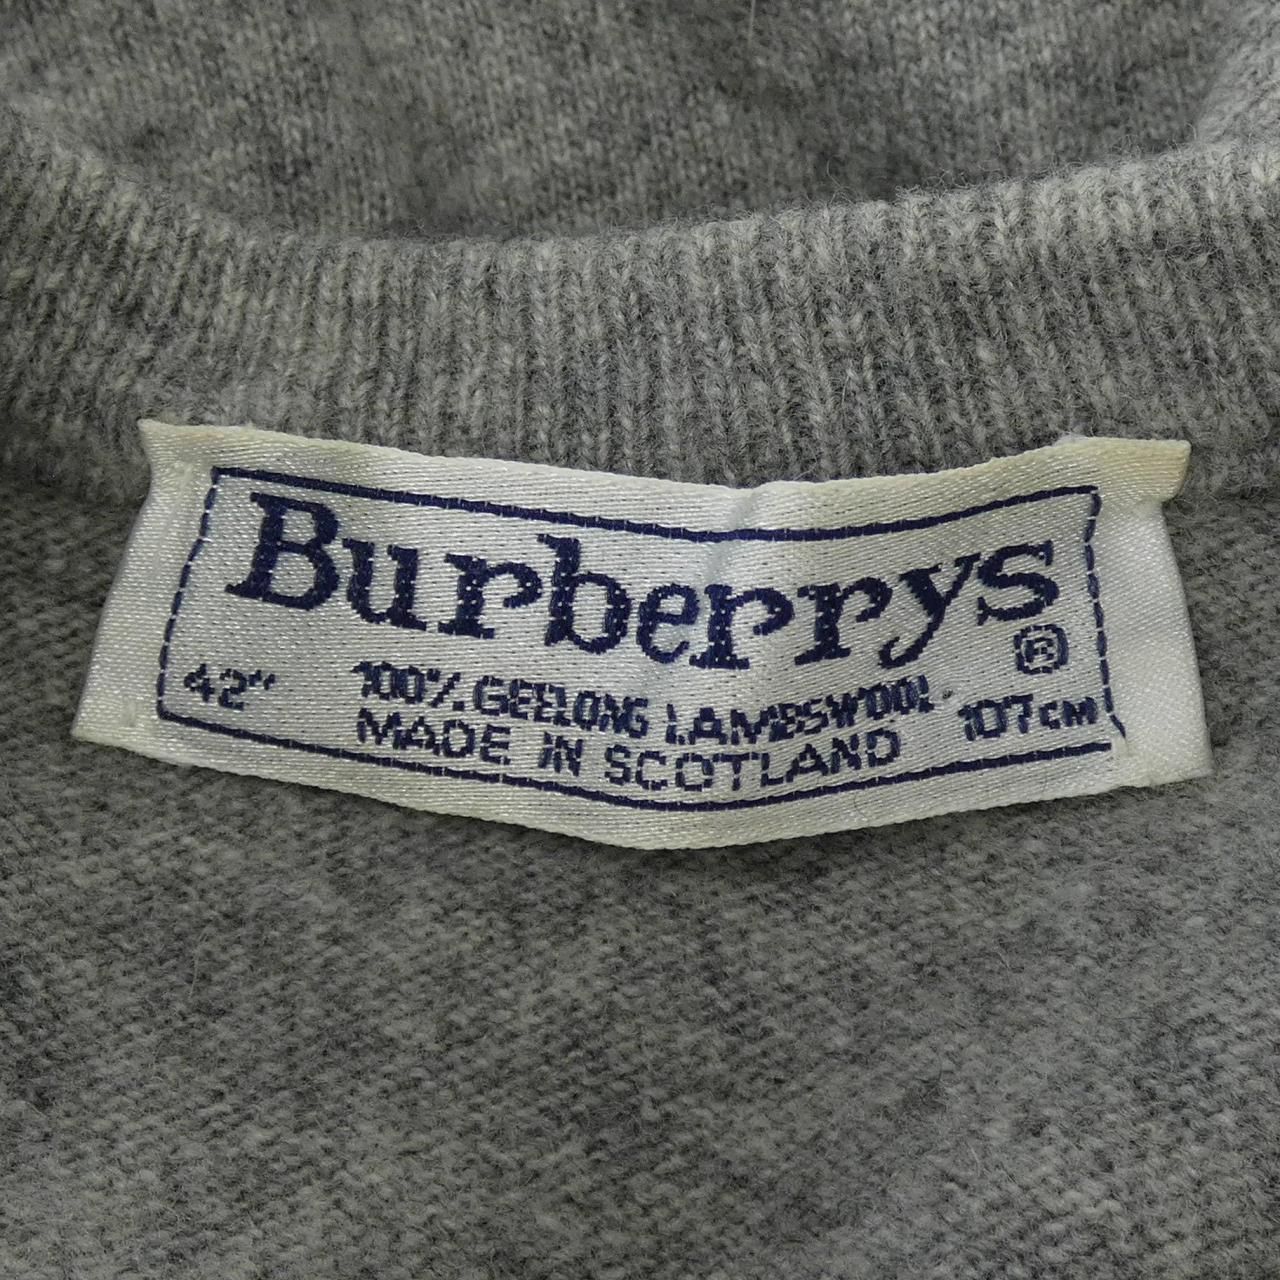 Burberrys ®
42" 100% GEELONG LAMBSWOOL 107CM
MADE IN SCOTLAND